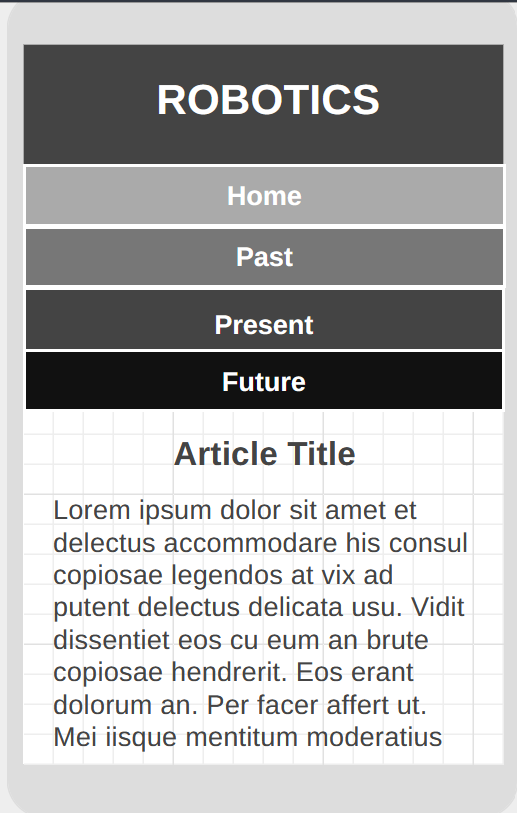 ROBOTICS
Home
Past
Present
Future
Article Title
Lorem ipsum dolor sit amet et
delectus accommodare his consul
copiosae legendos at vix ad
putent delectus delicata usu. Vidit
dissentiet eos cu eum an brute
copiosae hendrerit. Eos erant
dolorum an. Per facer affert ut.
Mei iisque mentitum moderatius